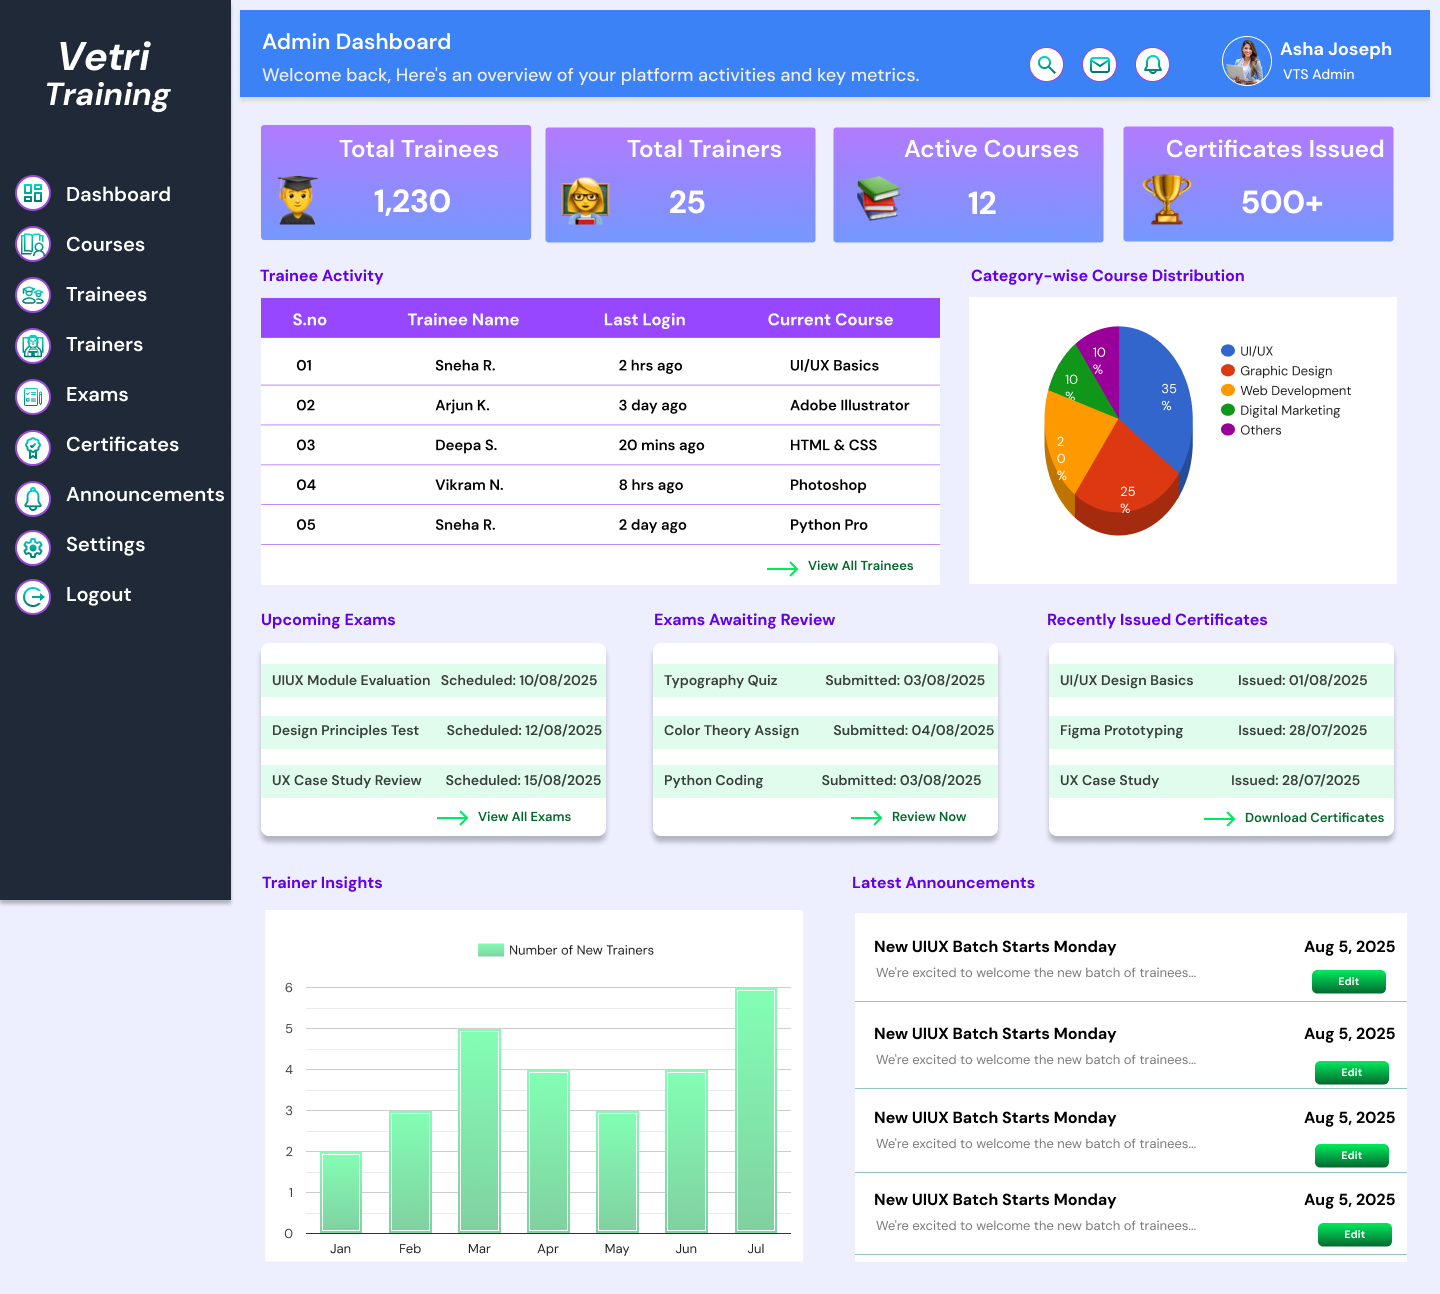 Vetri
Training
Dashboard
Courses
Trainees
Trainers
Exams
Certificates
Announcements
Settings
Logout
Admin Dashboard
Welcome back, Here's an overview of your platform activities and key metrics.
Asha Joseph
VTS Admin
Total Trainees
1,230
Total Trainers
25
Active Courses
12
Certificates Issued
500+
Trainee Activity
S.no Trainee Name Last Login Current Course
01 Sneha R. 2 hrs ago UI/UX Basics
02 Arjun K. 3 day ago Adobe Illustrator
03 Deepa S. 20 mins ago HTML & CSS
04 Vikram N. 8 hrs ago Photoshop
05 Sneha R. 2 day ago Python Pro
View All Trainees
Category-wise Course Distribution
10
%
10
%
35
%
2
0
%
25
%
UI/UX
Graphic Design
Web Development
Digital Marketing
Others
Upcoming Exams
UIUX Module Evaluation Scheduled: 10/08/2025
Design Principles Test Scheduled: 12/08/2025
UX Case Study Review Scheduled: 15/08/2025
View All Exams
Exams Awaiting Review
Typography Quiz Submitted: 03/08/2025
Color Theory Assign Submitted: 04/08/2025
Python Coding Submitted: 03/08/2025
Review Now
Recently Issued Certificates
UI/UX Design Basics Issued: 01/08/2025
Figma Prototyping Issued: 28/07/2025
UX Case Study Issued: 28/07/2025
Download Certificates
Trainer Insights
Number of New Trainers
6
5
4
3
2
1
0
Jan Feb Mar Apr May Jun Jul
Latest Announcements
New UIUX Batch Starts Monday Aug 5, 2025
We're excited to welcome the new batch of trainees...
Edit
New UIUX Batch Starts Monday Aug 5, 2025
We're excited to welcome the new batch of trainees...
Edit
New UIUX Batch Starts Monday Aug 5, 2025
We're excited to welcome the new batch of trainees...
Edit
New UIUX Batch Starts Monday Aug 5, 2025
We're excited to welcome the new batch of trainees...
Edit